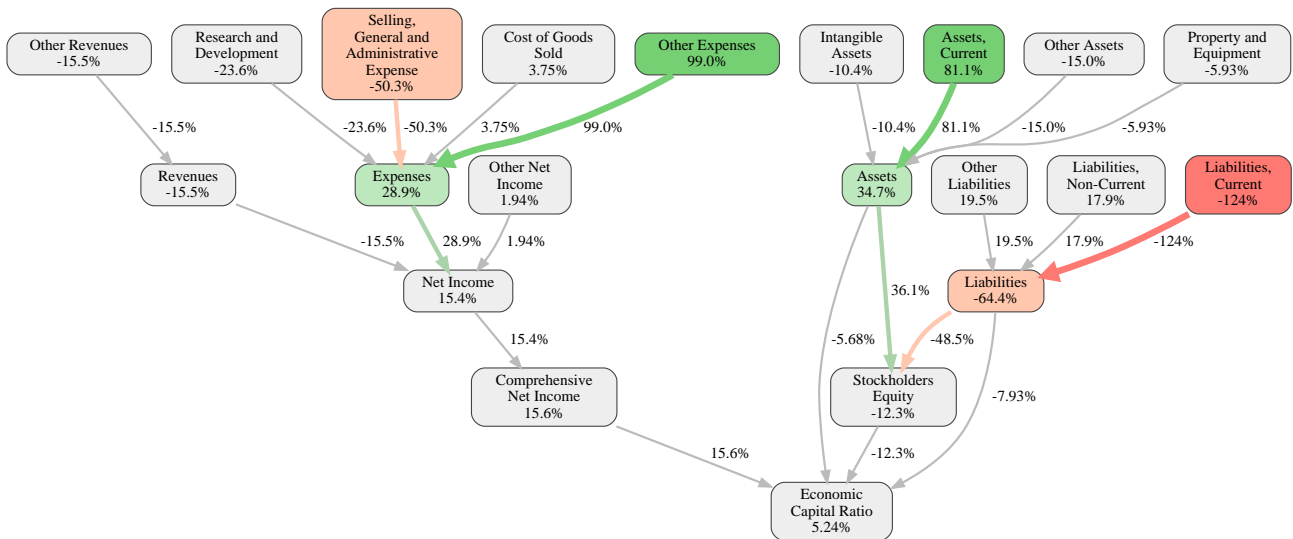 Other Revenues
-15.5%
Research and
Development
-23.6%
Selling,
General and
Administrative
Expense
-50.3%
Cost of Goods
Sold
3.75%
Other Expenses
99.0%
Intangible
Assets
-10.4%
Assets,
Current
81.1%
Other Assets
-15.0%
Property and
Equipment
-5.93%
-15.5%
-23.6%
-50.3%
3.75%
99.0%
-10.4%
81.1%
-15.0%
-5.93%
Revenues
-15.5%
Expenses
28.9%
Other Net
Income
1.94%
Assets
34.7%
Other
Liabilities
19.5%
Liabilities,
Non-Current
17.9%
Liabilities,
Current
-124%
-15.5%
28.9%
1.94%
19.5%
17.9%
-124%
Net Income
15.4%
36.1%
Liabilities
-64.4%
15.4%
-5.68%
-48.5%
Comprehensive
Net Income
15.6%
Stockholders
Equity
-12.3%
-7.93%
15.6%
-12.3%
Economic
Capital Ratio
5.24%